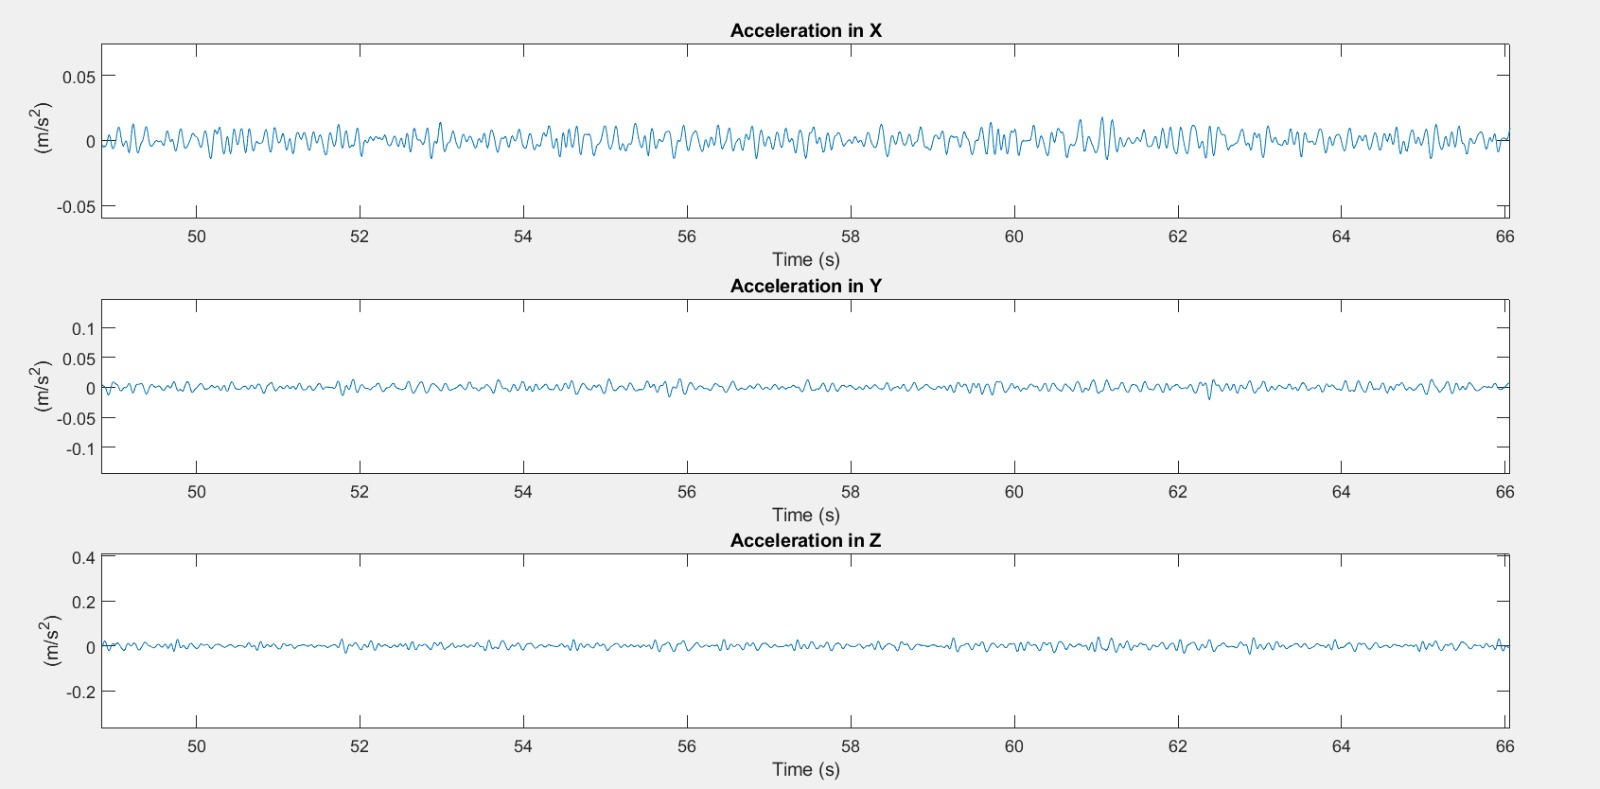 Acceleration in X
0.05
0
-0.05
(m/s²)
50 52 54 56 58 60 62 64 66
Time (s)
Acceleration in Y
0.1
0.05
0
-0.05
-0.1
(m/s²)
50 52 54 56 58 60 62 64 66
Time (s)
Acceleration in Z
0.4
0.2
0
-0.2
(m/s²)
50 52 54 56 58 60 62 64 66
Time (s)